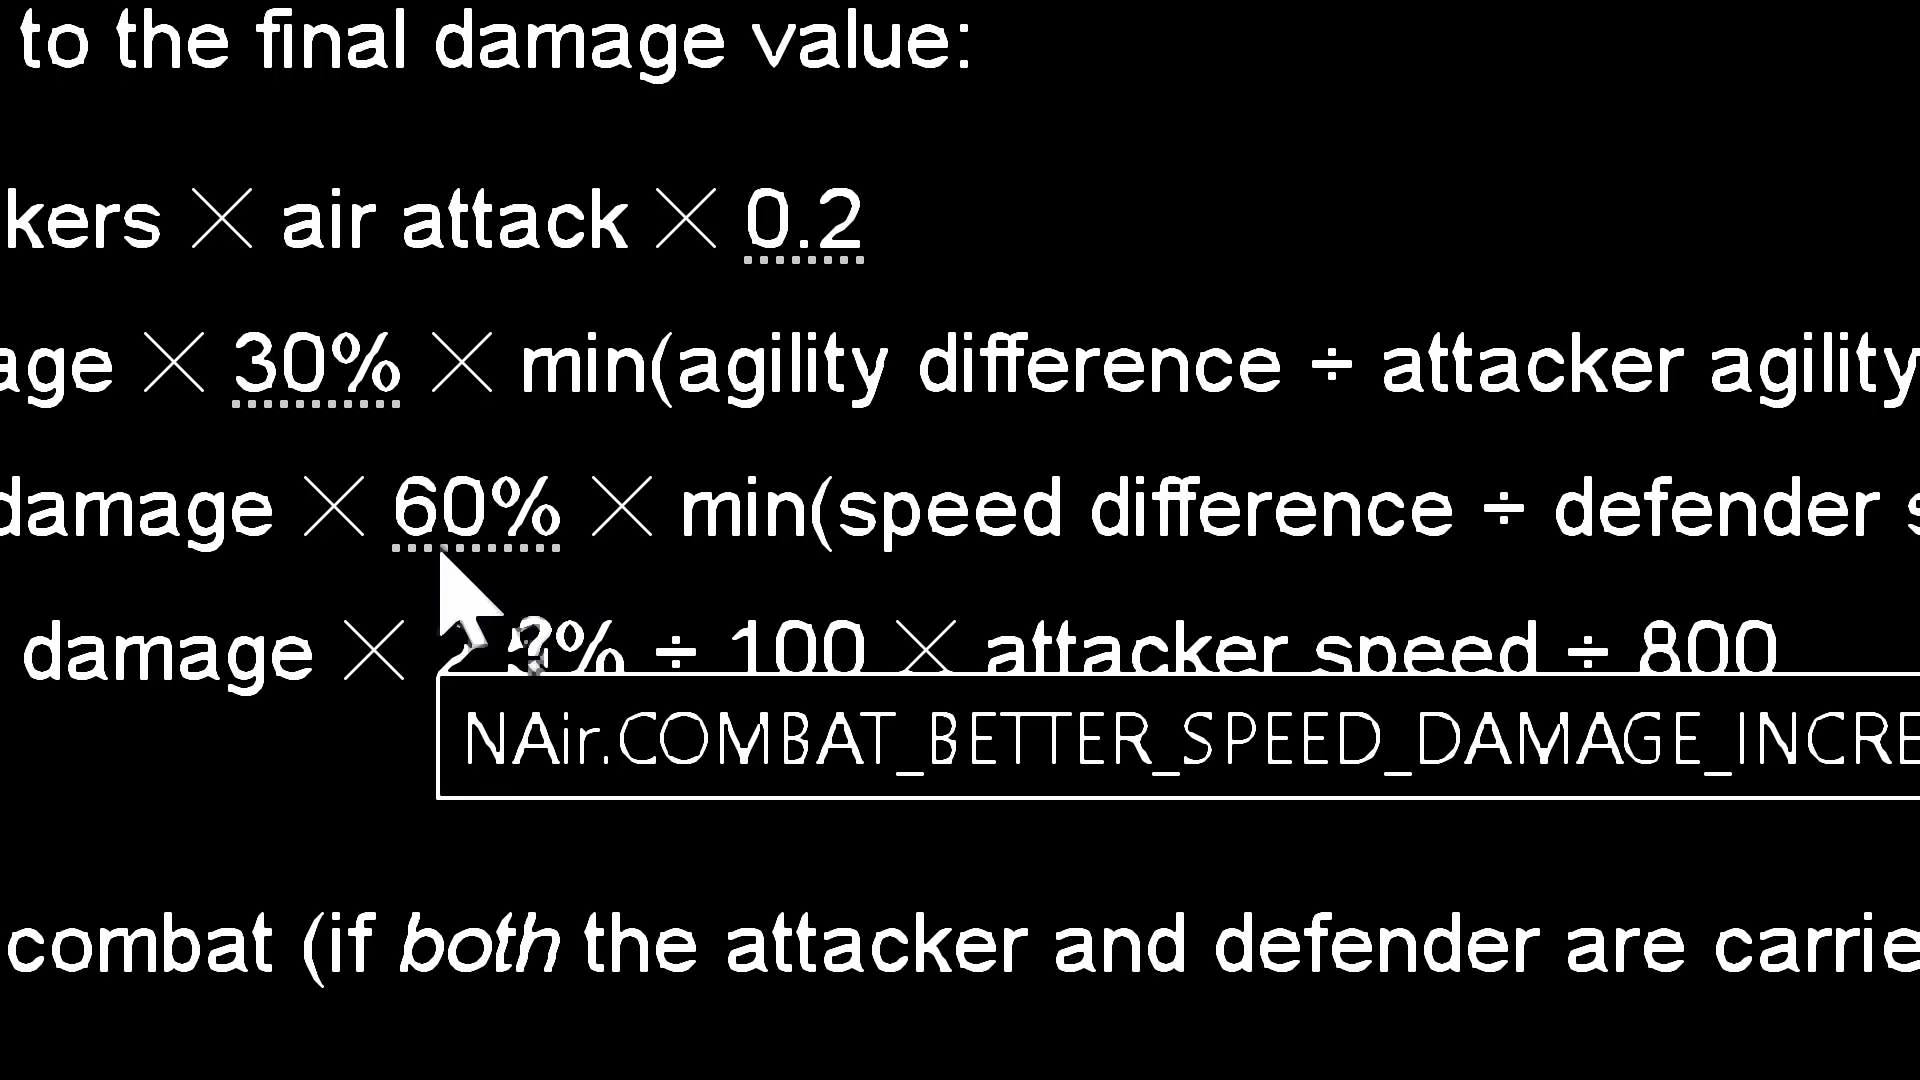 to the final damage value:
kers × air attack × 0.2
age × 30% × min(agility difference ÷ attacker agility
damage × 60% × min(speed difference ÷ defender s
damage × ?% ÷ 100 × attacker speed ÷ 800
NAir.COMBAT_BETTER_SPEED_DAMAGE_INCRE
combat (if both the attacker and defender are carrie